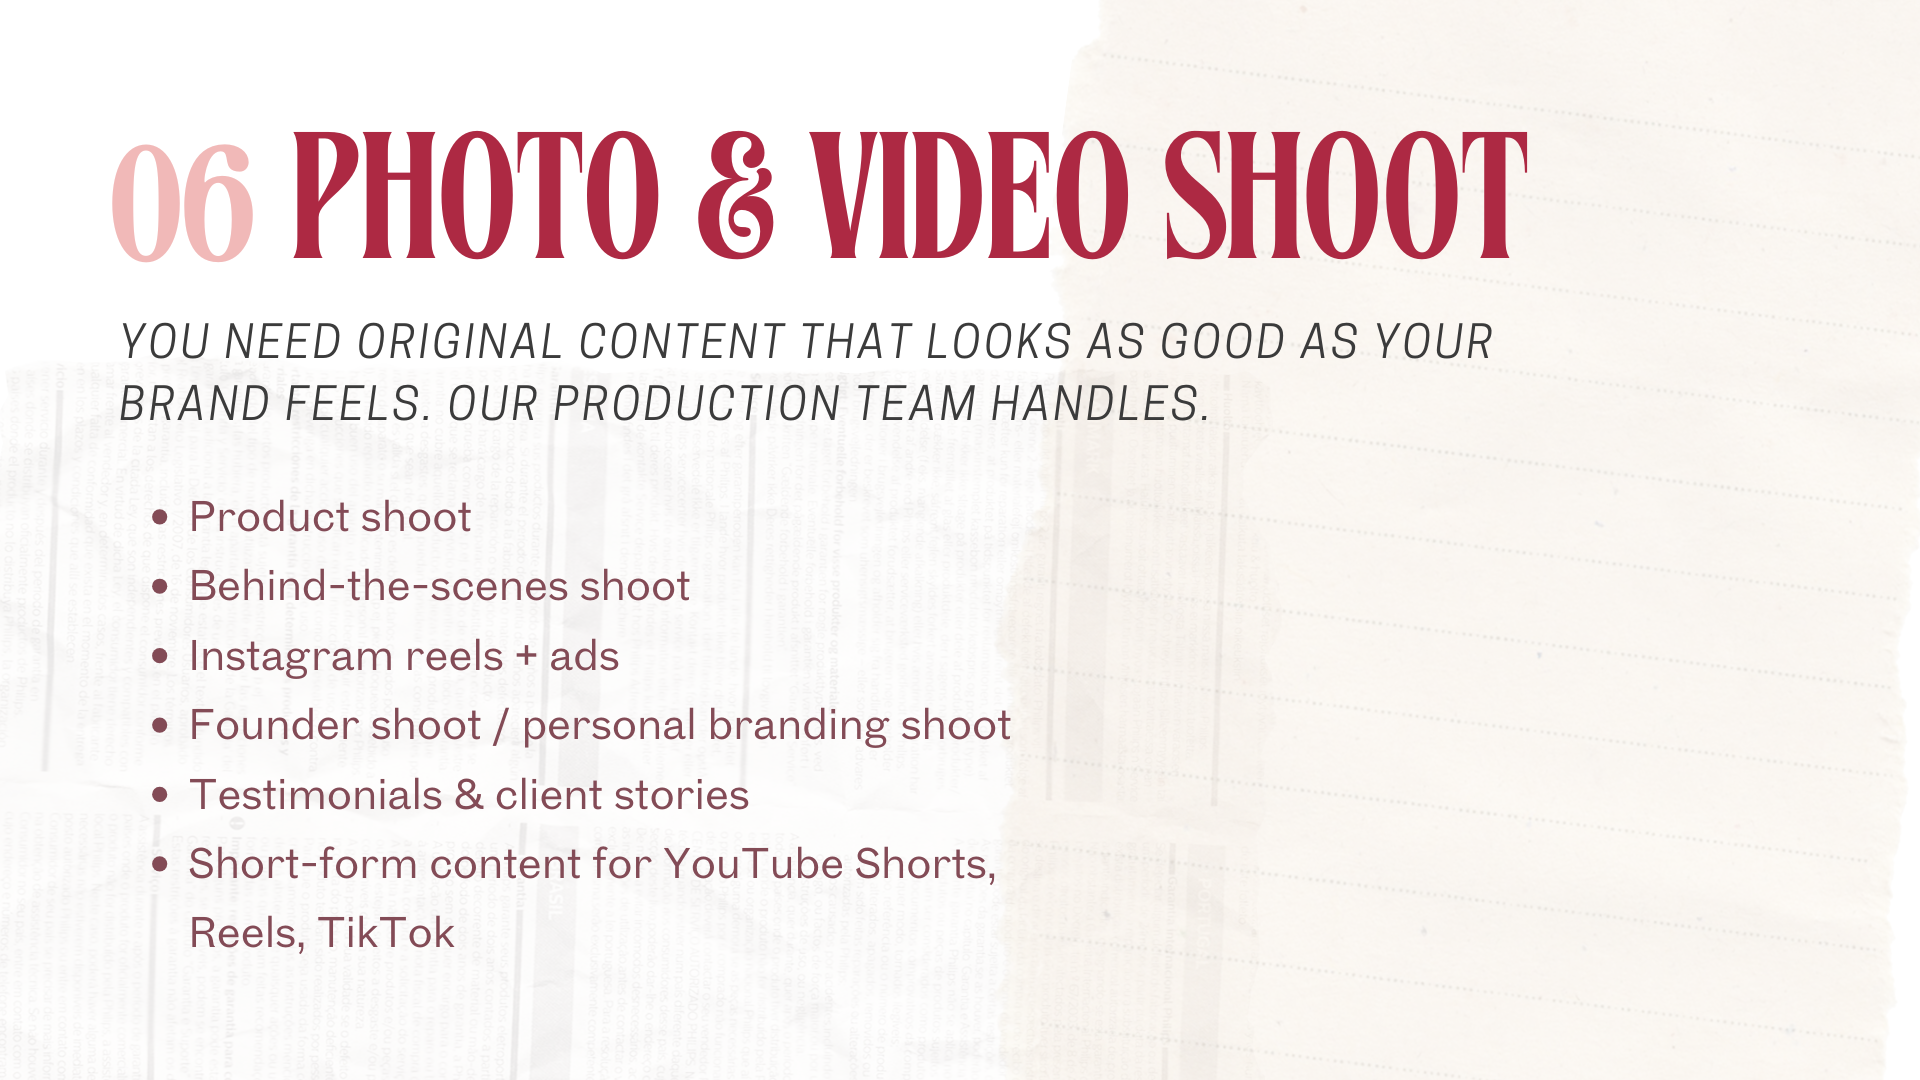 06 PHOTO & VIDEO SHOOT
YOU NEED ORIGINAL CONTENT THAT LOOKS AS GOOD AS YOUR
BRAND FEELS. OUR PRODUCTION TEAM HANDLES.
• Product shoot
• Behind-the-scenes shoot
• Instagram reels + ads
• Founder shoot / personal branding shoot
• Testimonials & client stories
• Short-form content for YouTube Shorts,
Reels, TikTok